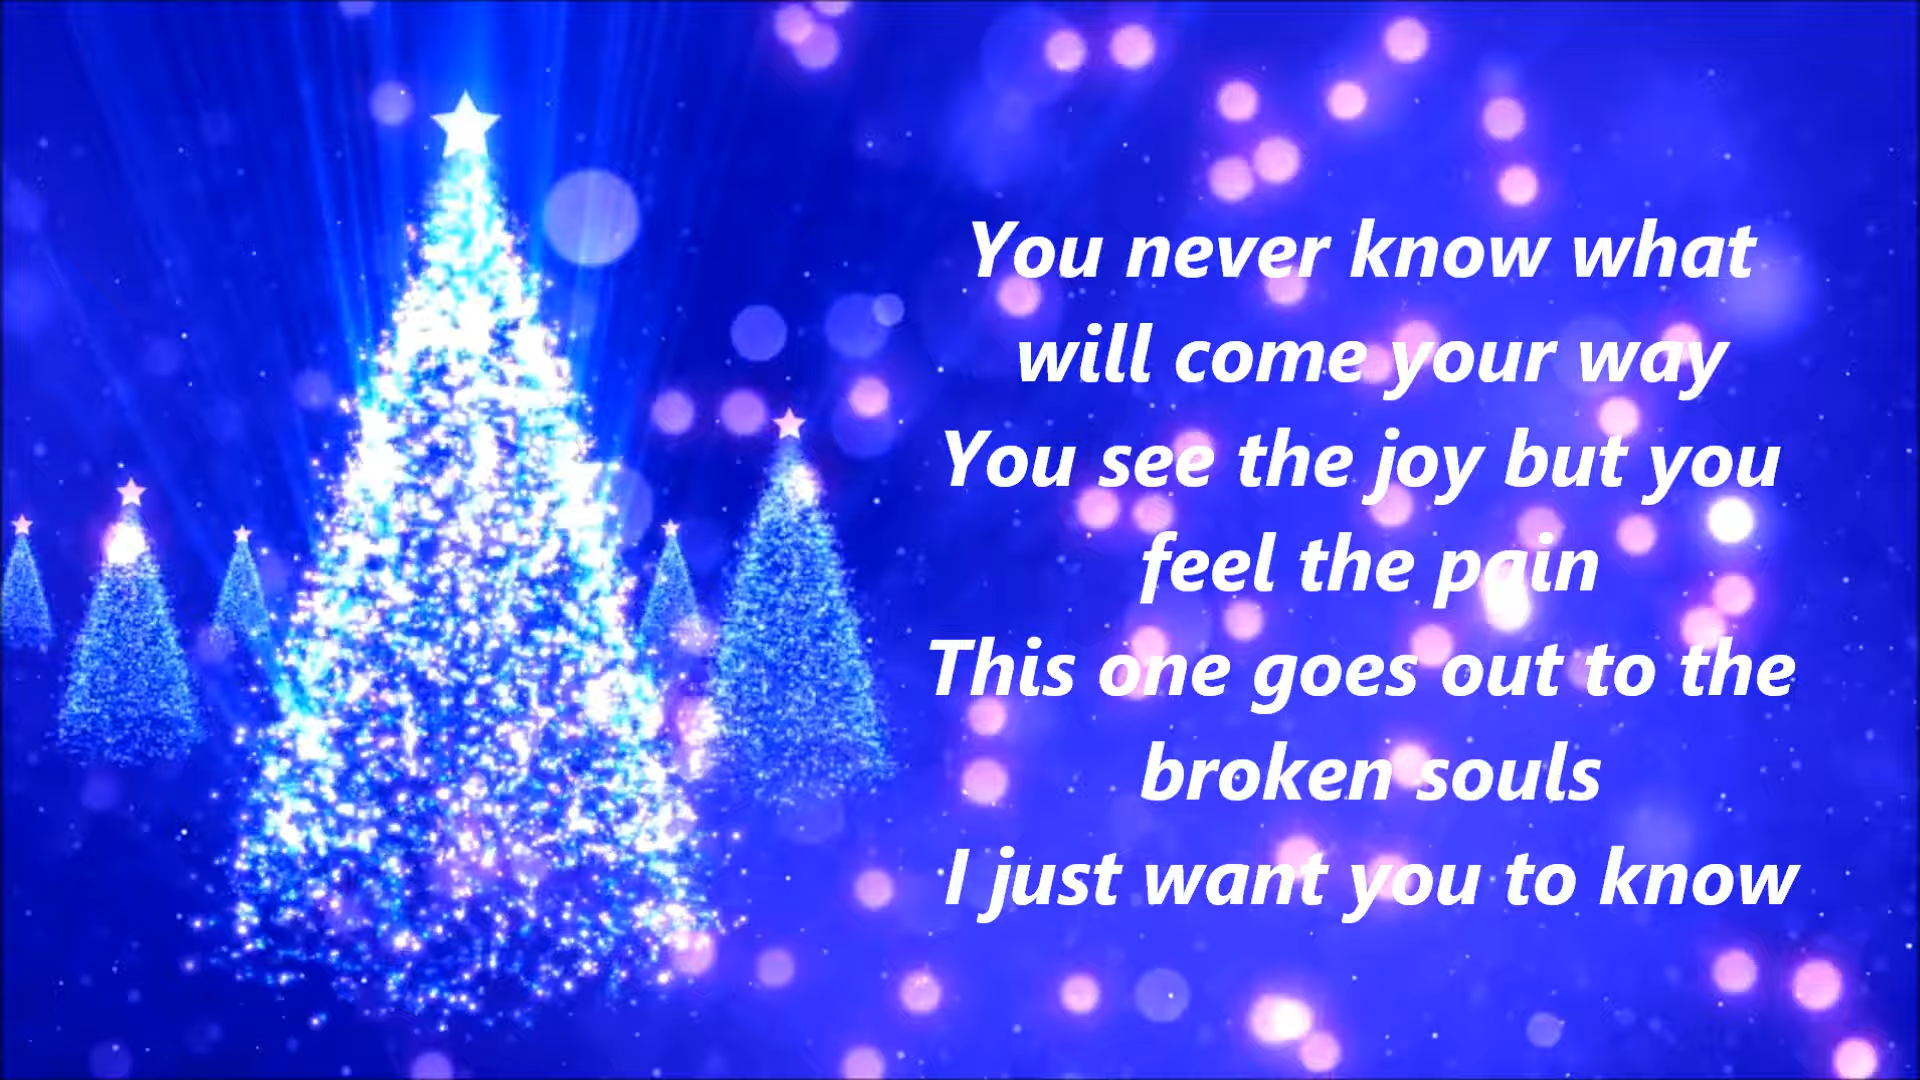 You never know what
will come your way
You see the joy but you
feel the pain
This one goes out to the
broken souls
I just want you to know